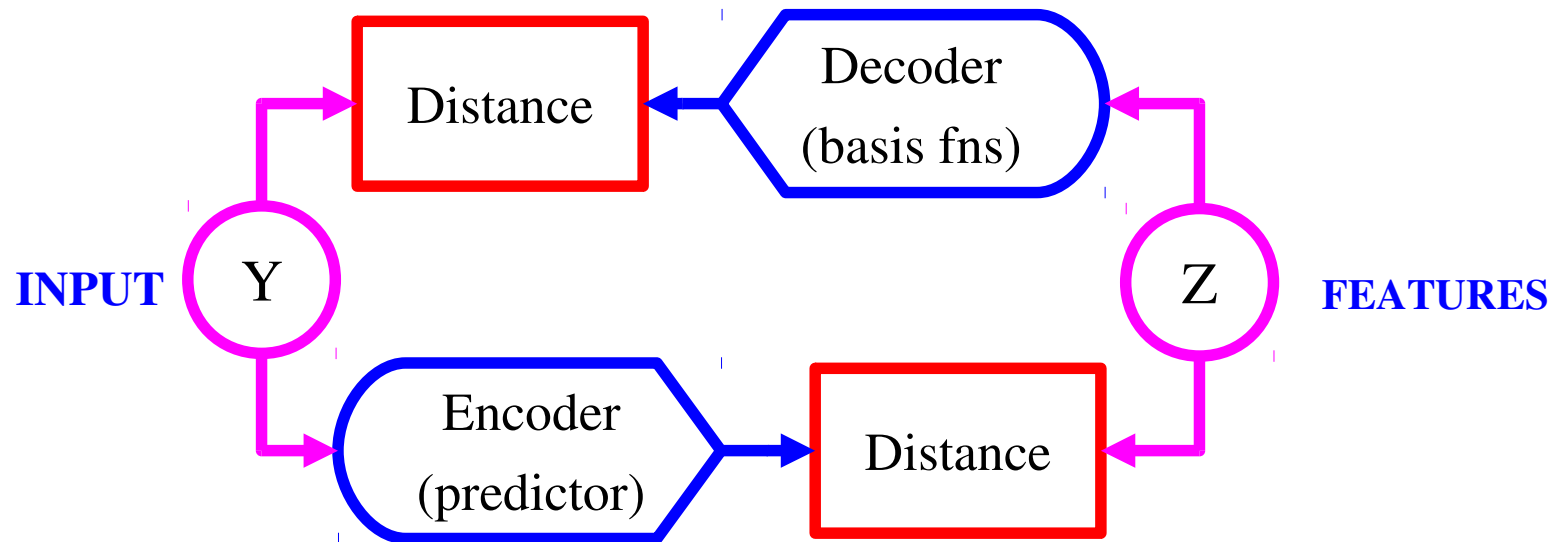 Distance
Decoder
(basis fns)
INPUT
Y
Z
FEATURES
Encoder
(predictor)
Distance